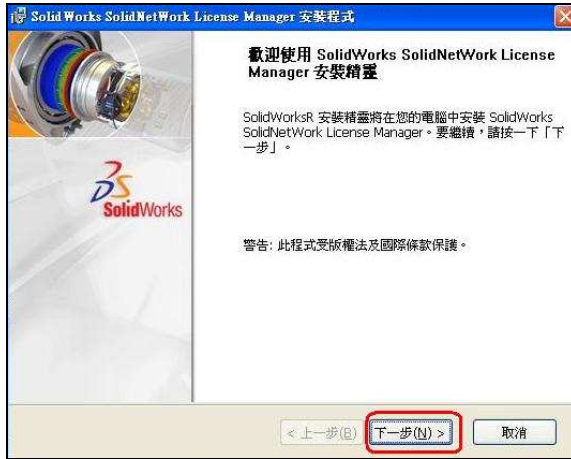 SolidWorks SolidNetWork License Manager 安裝程式
歡迎使用 SolidWorks SolidNetWork License
Manager 安裝精靈
SolidWorksR 安裝精靈將在您的電腦中安裝 SolidWorks
SolidNetWork License Manager。要繼續，請按一下「下
一步」。
SolidWorks
警告: 此程式受版權法及國際條款保護。
< 上一步(B)
下一步(N) >
取消